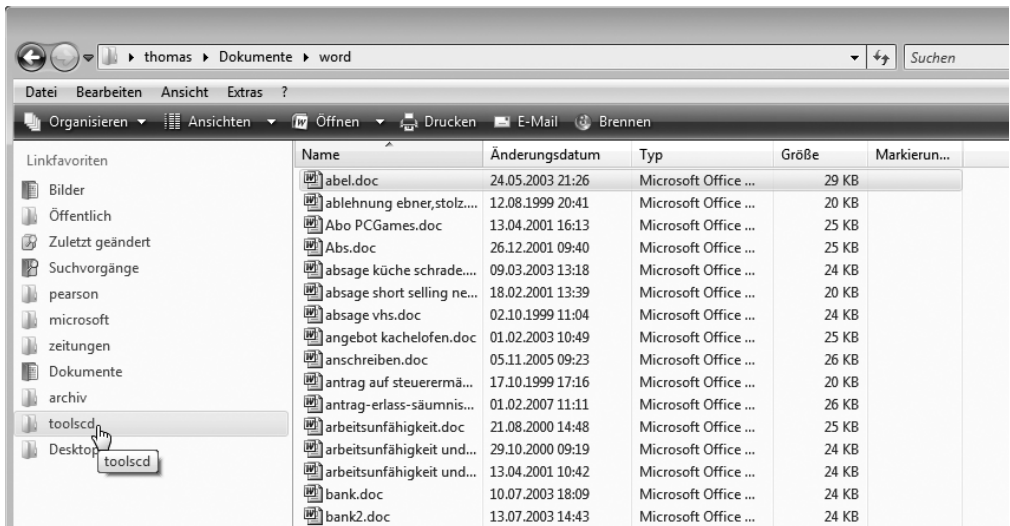 thomas Dokumente word Suchen
Datei Bearbeiten Ansicht Extras ?
Organisieren Ansichten Öffnen Drucken E-Mail Brennen
Linkfavoriten
Bilder
Öffentlich
Zuletzt geändert
Suchvorgänge
pearson
microsoft
zeitungen
Dokumente
archiv
toolscd
Desktop
toolscd
Name Änderungsdatum Typ Größe Markierun...
abel.doc 24.05.2003 21:26 Microsoft Office ... 29 KB
ablehnung ebner,stolz.... 12.08.1999 20:41 Microsoft Office ... 20 KB
Abo PCGames.doc 13.04.2001 16:13 Microsoft Office ... 25 KB
Abs.doc 26.12.2001 09:40 Microsoft Office ... 25 KB
absage küche schrade.... 09.03.2003 13:18 Microsoft Office ... 24 KB
absage short selling ne... 18.02.2001 13:39 Microsoft Office ... 20 KB
absage vhs.doc 02.10.1999 11:04 Microsoft Office ... 24 KB
angebot kachelofen.doc 01.02.2003 10:49 Microsoft Office ... 25 KB
anschreiben.doc 05.11.2005 09:23 Microsoft Office ... 26 KB
antrag auf steuerermä... 17.10.1999 17:16 Microsoft Office ... 20 KB
antrag-erlass-säumnis... 01.02.2007 11:11 Microsoft Office ... 26 KB
arbeitsunfähigkeit.doc 21.08.2000 14:48 Microsoft Office ... 25 KB
arbeitsunfähigkeit und... 29.10.2000 09:19 Microsoft Office ... 24 KB
arbeitsunfähigkeit und... 13.04.2001 10:42 Microsoft Office ... 24 KB
bank.doc 10.07.2003 18:09 Microsoft Office ... 24 KB
bank2.doc 13.07.2003 14:43 Microsoft Office ... 24 KB